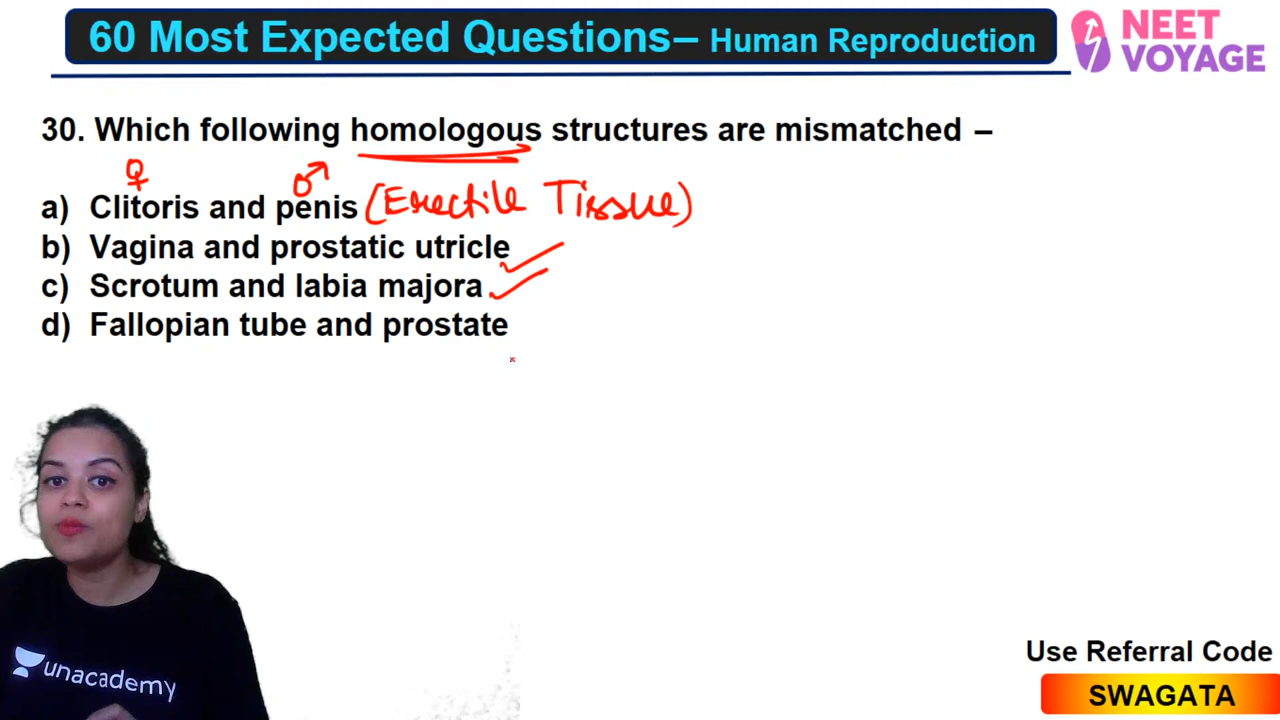 60 Most Expected Questions– Human Reproduction
NEET
VOYAGE
30. Which following homologous structures are mismatched –
a) Clitoris and penis (Erectile Tissue)
b) Vagina and prostatic utricle
c) Scrotum and labia majora
d) Fallopian tube and prostate
unacademy
Use Referral Code
SWAGATA